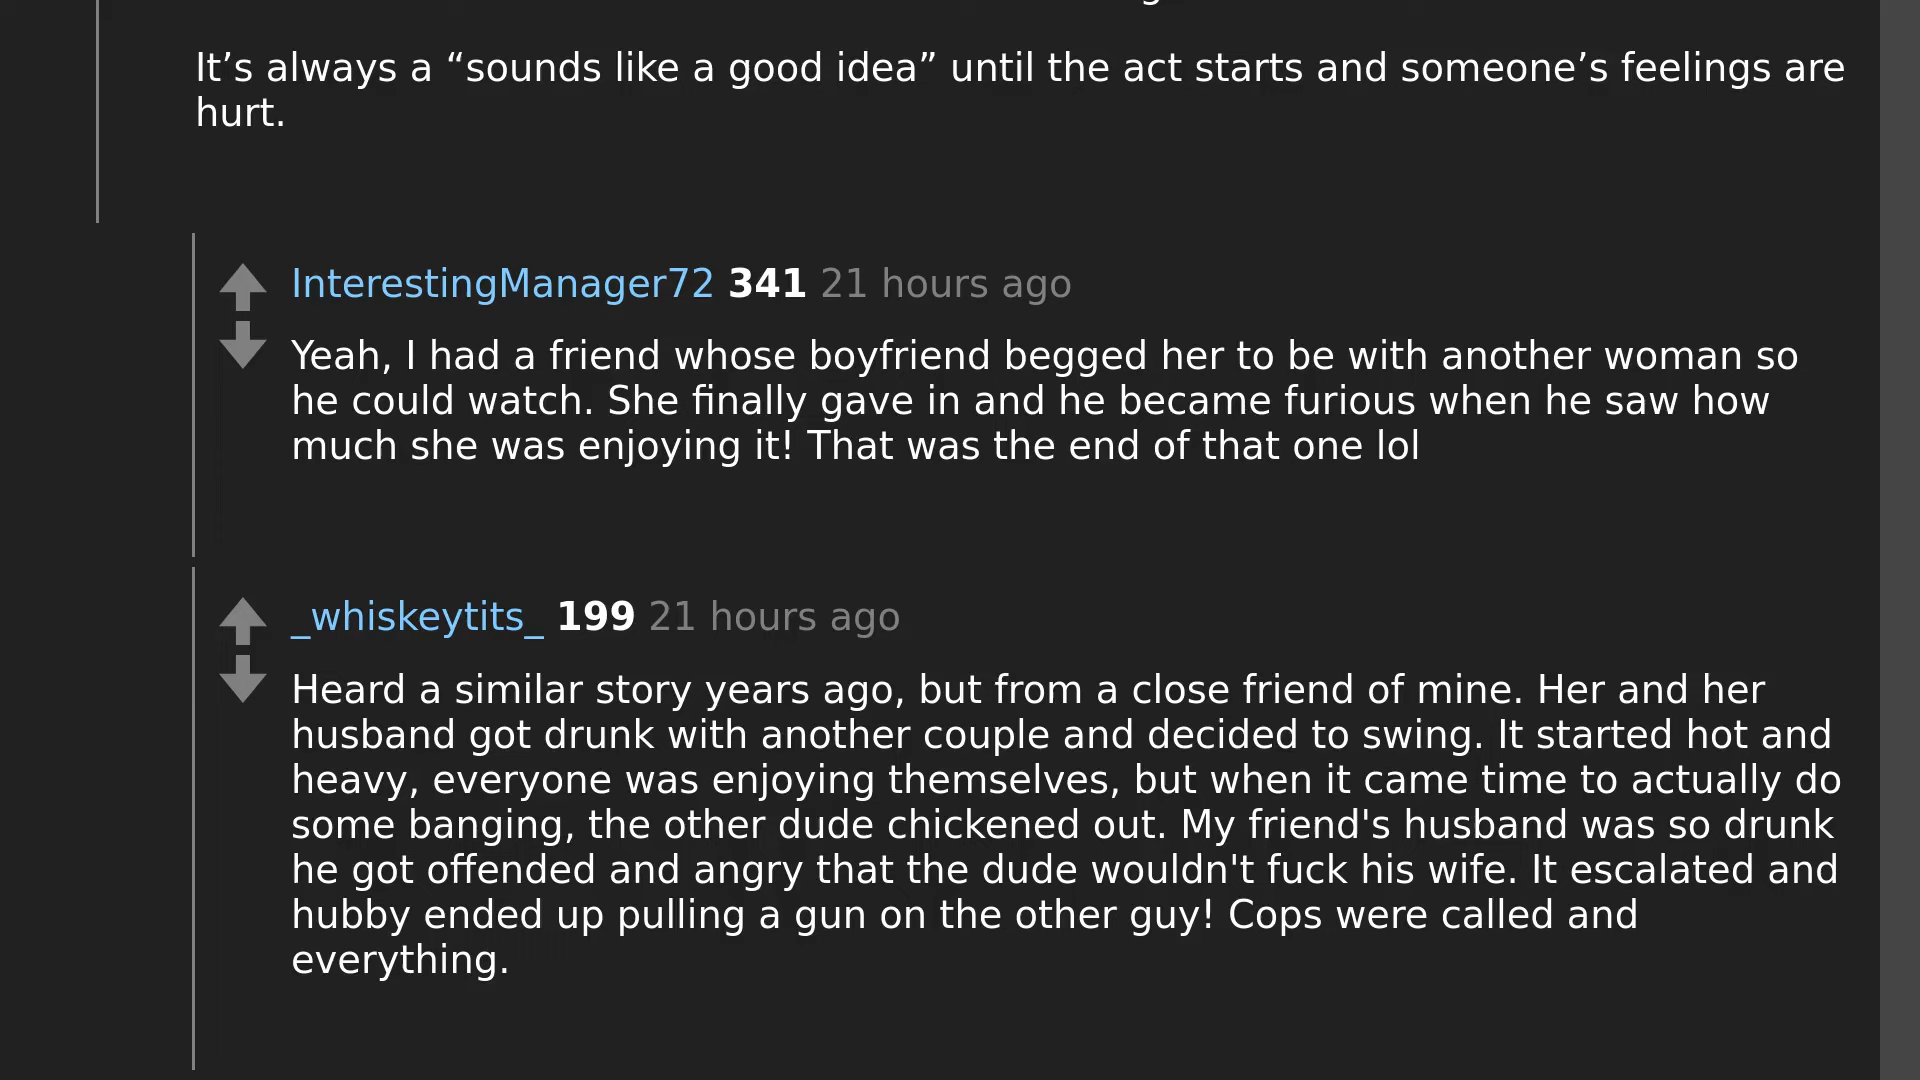 It’s always a “sounds like a good idea” until the act starts and someone’s feelings are
hurt.
InterestingManager72 341 21 hours ago
Yeah, I had a friend whose boyfriend begged her to be with another woman so
he could watch. She finally gave in and he became furious when he saw how
much she was enjoying it! That was the end of that one lol
_whiskeytits_ 199 21 hours ago
Heard a similar story years ago, but from a close friend of mine. Her and her
husband got drunk with another couple and decided to swing. It started hot and
heavy, everyone was enjoying themselves, but when it came time to actually do
some banging, the other dude chickened out. My friend's husband was so drunk
he got offended and angry that the dude wouldn't fuck his wife. It escalated and
hubby ended up pulling a gun on the other guy! Cops were called and
everything.